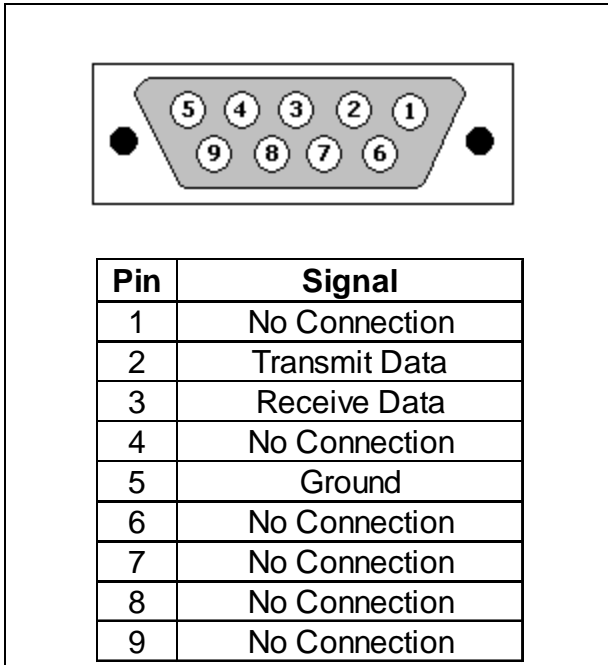 5 4 3 2 1
9 8 7 6
Pin Signal
1 No Connection
2 Transmit Data
3 Receive Data
4 No Connection
5 Ground
6 No Connection
7 No Connection
8 No Connection
9 No Connection